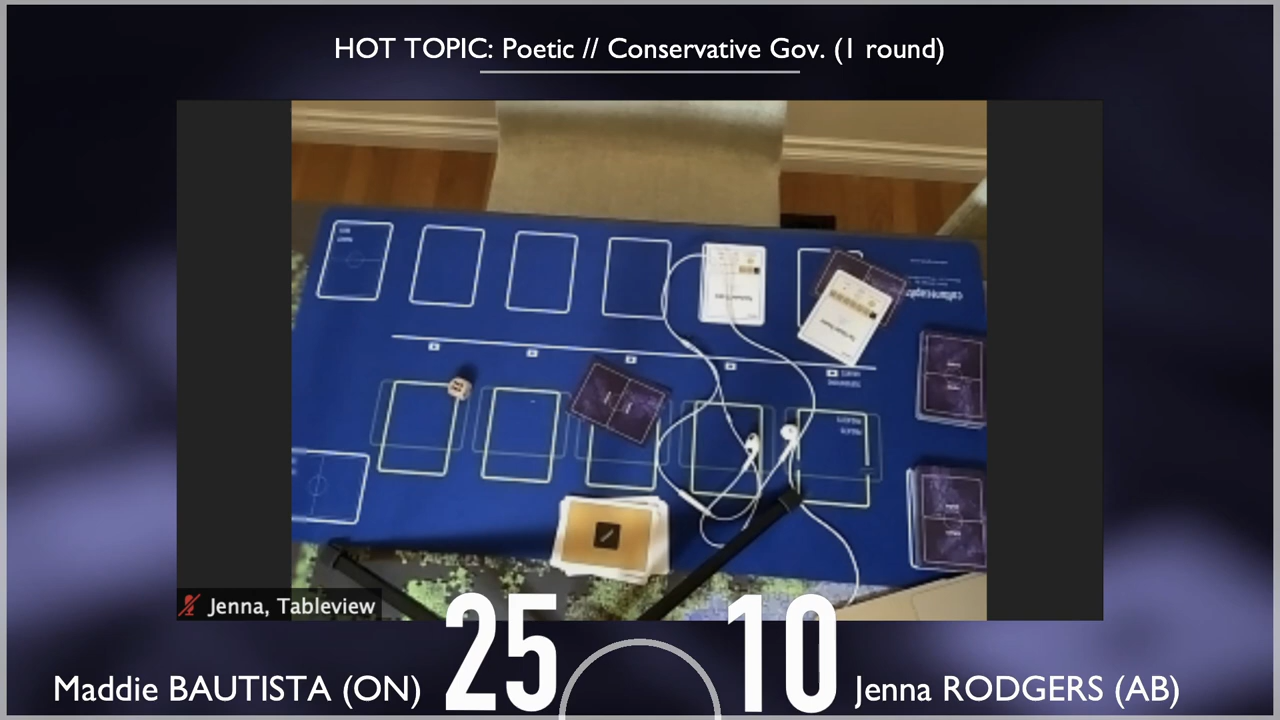 HOT TOPIC: Poetic // Conservative Gov. (1 round)
Jenna, Tableview
25
10
Maddie BAUTISTA (ON)
Jenna RODGERS (AB)